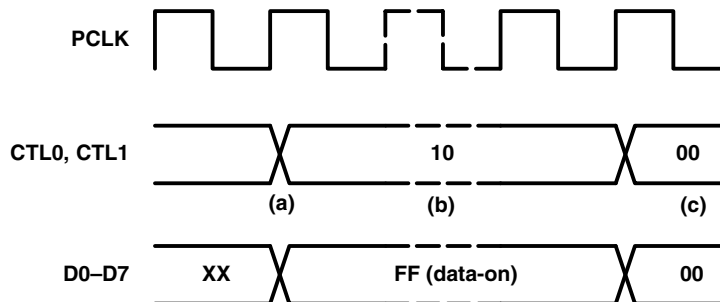 PCLK
CTL0, CTL1 10 00
(a) (b) (c)
D0–D7 XX FF (data-on) 00